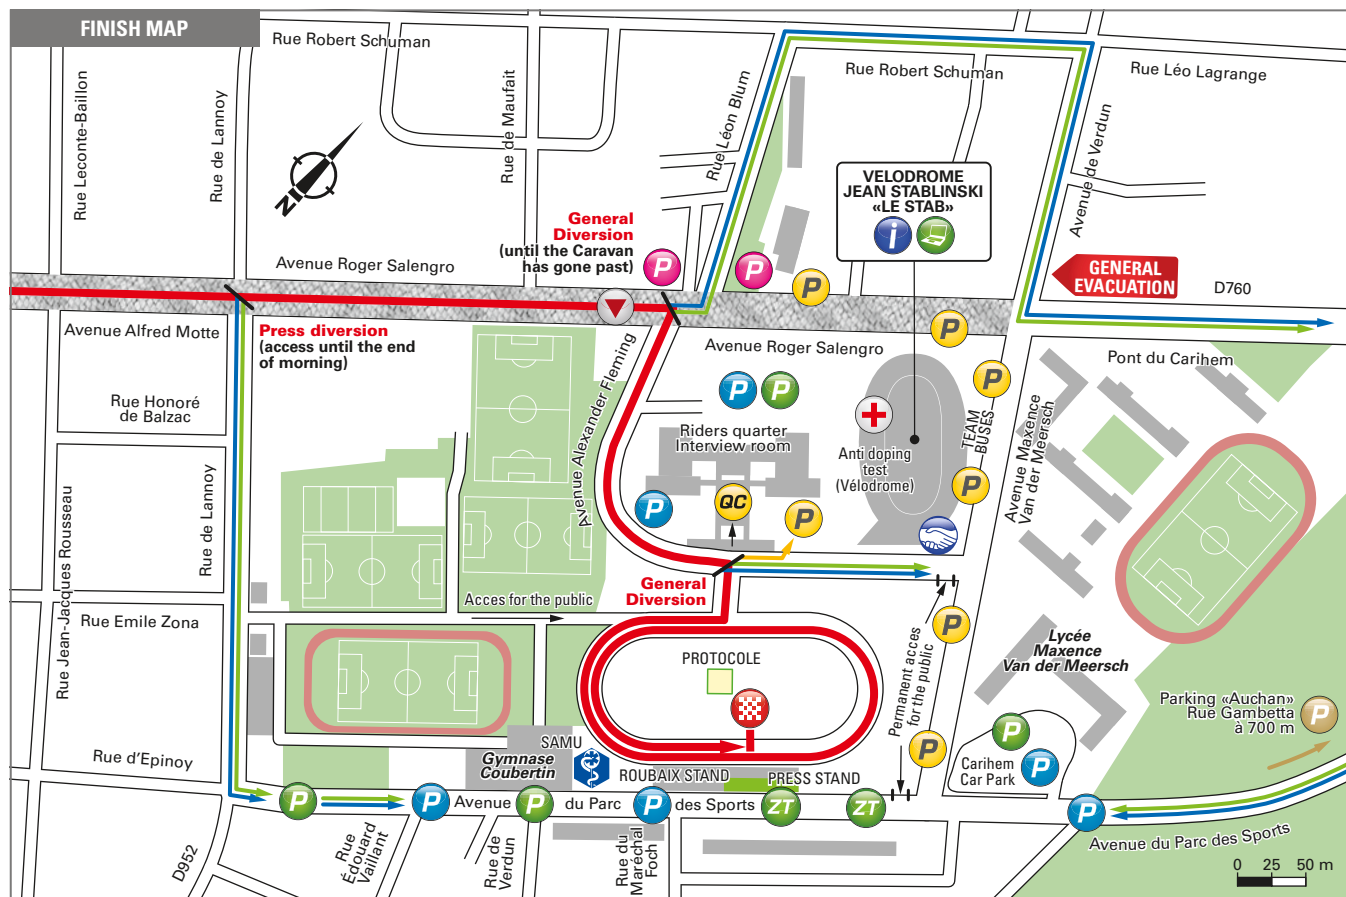 FINISH MAP
Rue Robert Schuman
Rue Robert Schuman
Rue Léo Lagrange
Rue Leconte-Baillon
Rue de Lannoy
Rue de Maufait
Rue Léon Blum
Avenue de Verdun
N
VELODROME
JEAN STABLINSKI
«LE STAB»
i
General
Diversion
(until the Caravan
has gone past)
P
P
P
Avenue Roger Salengro
GENERAL
EVACUATION
D760
Avenue Alfred Motte
Press diversion
(access until the end
of morning)
Avenue Alexander Fleming
Avenue Roger Salengro
P
Pont du Carihem
P
P
P
TEAM
BUSES
Rue Honoré
de Balzac
Riders quarter
Interview room
Anti doping
test
(Vélodrome)
Avenue Maxence
Van der Meersch
Rue Jean-Jacques Rousseau
Rue de Lannoy
P
QC
P
P
General
Diversion
Acces for the public
Rue Emile Zona
P
Permanent acces
for the public
PROTOCOLE
Lycée
Maxence
Van der Meersch
Parking «Auchan»
Rue Gambetta
à 700 m
P
P
P
P
Carihem
Car Park
Rue d'Epinoy
SAMU
Gymnase
Coubertin
ROUBAIX STAND
PRESS STAND
P
P
Avenue
P
du Parc
P
des Sports
ZT
ZT
P
Avenue du Parc des Sports
D952
Rue
Édouard
Vaillant
Rue de
Verdun
Rue du
Maréchal
Foch
0 25 50 m